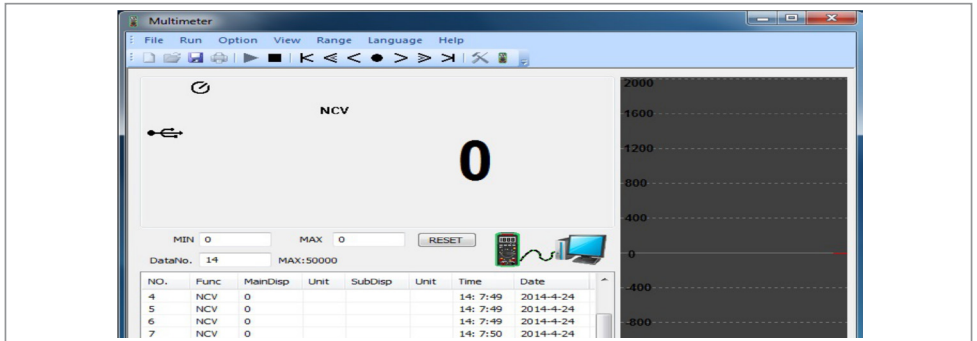 Multimeter
File Run Option View Range Language Help
NCV
0
MIN 0 MAX 0 RESET
DataNo. 14 MAX:50000
NO. Func MainDisp Unit SubDisp Unit Time Date
4 NCV 0 14: 7:49 2014-4-24
5 NCV 0 14: 7:49 2014-4-24
6 NCV 0 14: 7:49 2014-4-24
7 NCV 0 14: 7:50 2014-4-24
2000
1600
1200
800
400
0
-400
-800